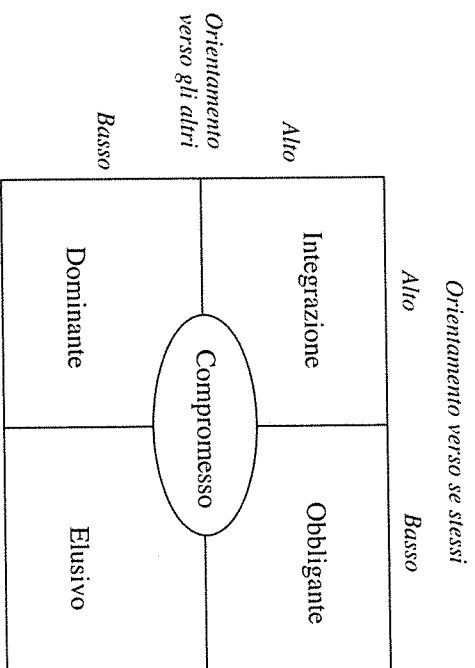 Orientamento verso se stessi
Alto Basso
Orientamento
verso gli altri
Alto
Integrazione Obbligante
Compromesso
Basso
Dominante Elusivo